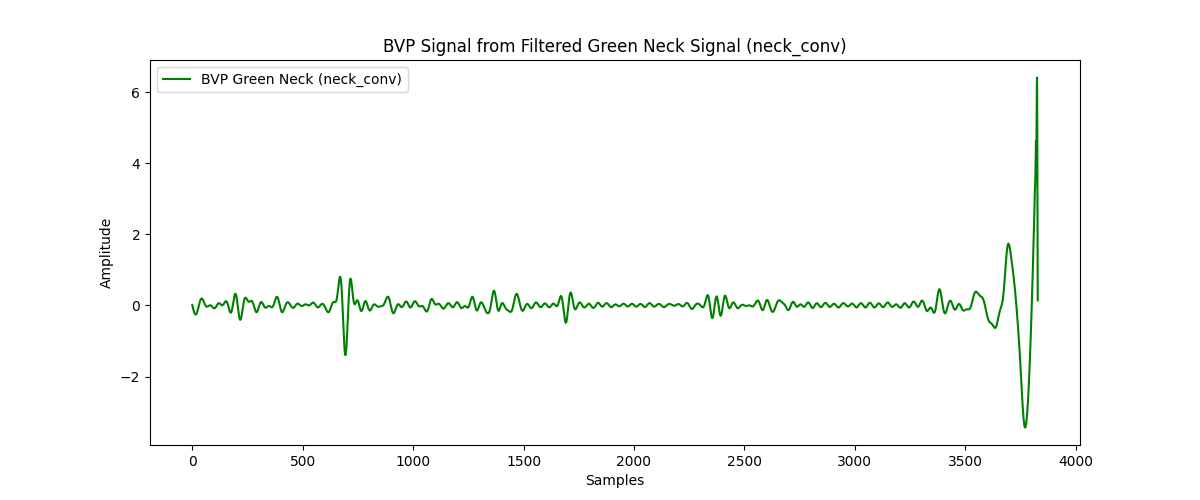 BVP Signal from Filtered Green Neck Signal (neck_conv)
BVP Green Neck (neck_conv)
6
4
2
0
−2
Amplitude
0 500 1000 1500 2000 2500 3000 3500 4000
Samples